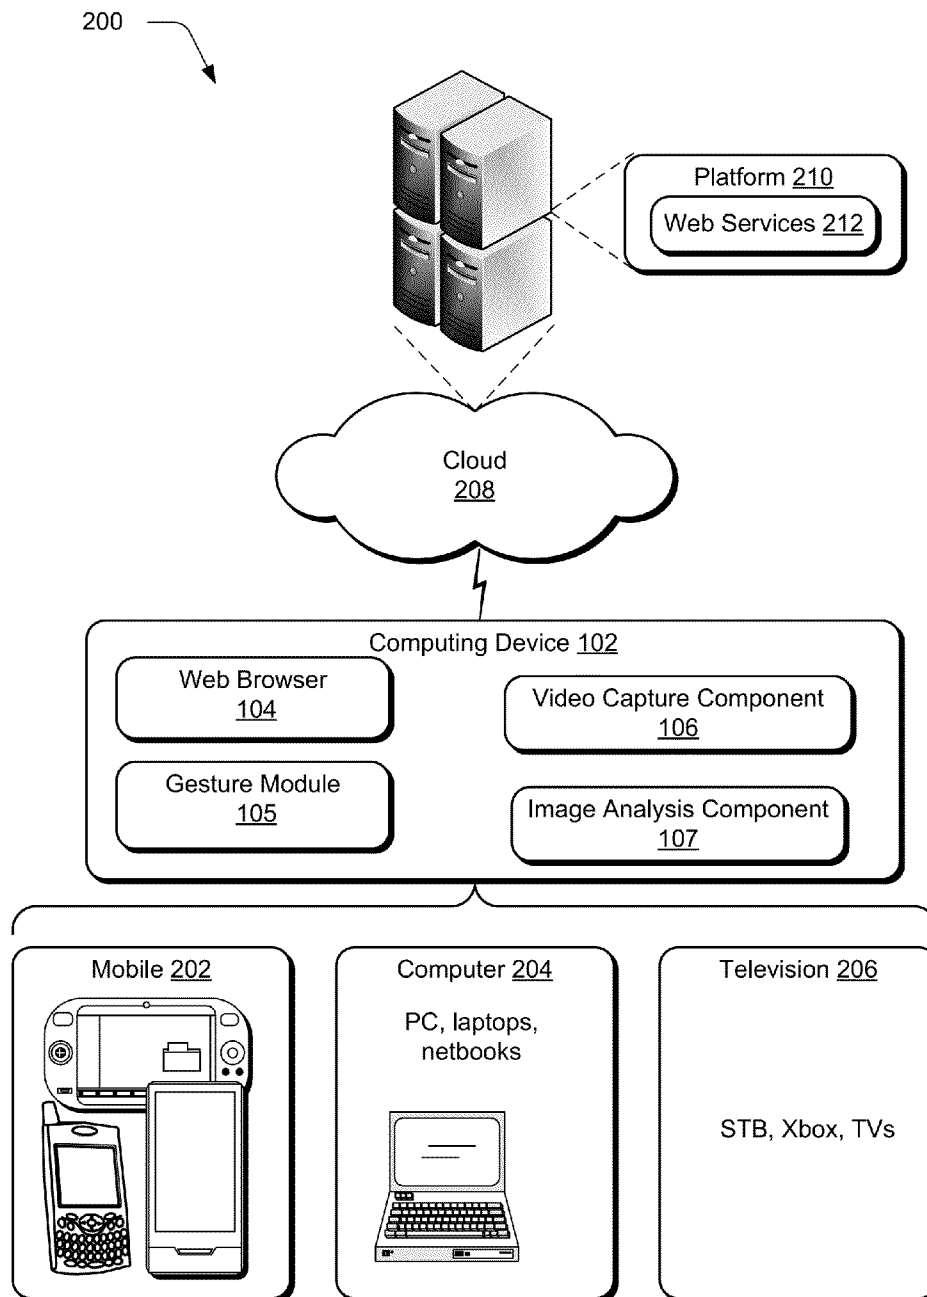 200
Platform 210
Web Services 212
Cloud
208
Computing Device 102
Web Browser
104
Video Capture Component
106
Gesture Module
105
Image Analysis Component
107
Mobile 202
Computer 204
PC, laptops,
netbooks
Television 206
STB, Xbox, TVs